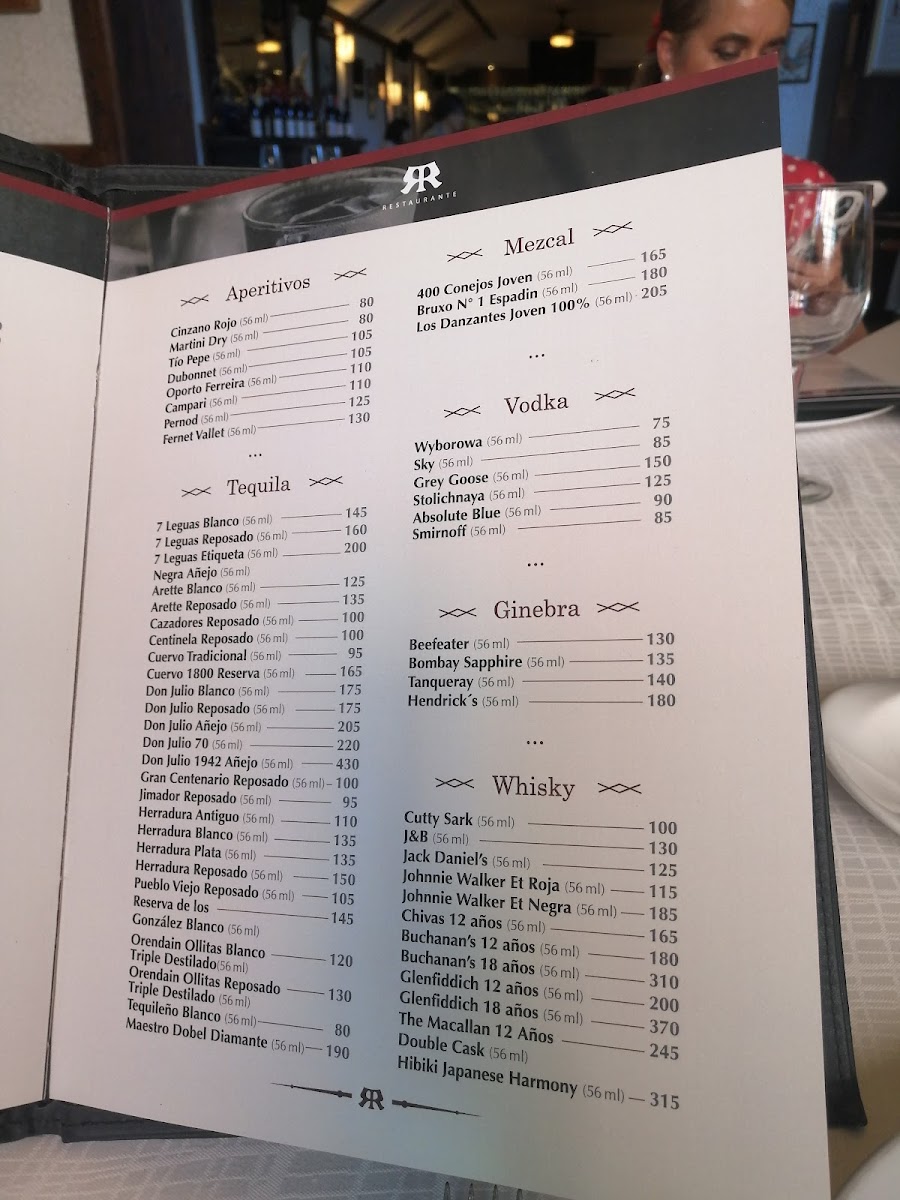 RR
RESTAURANTE
Aperitivos
Cinzano Rojo (56 ml) 80
Martini Dry (56 ml) 80
Tío Pepe (56 ml) 105
Dubonnet (56 ml) 105
Oporto Ferreira (56 ml) 110
Campari (56 ml) 110
Pernod (56 ml) 125
Fernet Vallet (56 ml) 130
...
Tequila
7 Leguas Blanco (56 ml) 145
7 Leguas Reposado (56 ml) 160
7 Leguas Etiqueta (56 ml) 200
Negra Añejo (56 ml)
Arette Blanco (56 ml) 125
Arette Reposado (56 ml) 135
Cazadores Reposado (56 ml) 100
Centinela Reposado (56 ml) 100
Cuervo Tradicional (56 ml) 95
Cuervo 1800 Reserva (56 ml) 165
Don Julio Blanco (56 ml) 175
Don Julio Reposado (56 ml) 175
Don Julio Añejo (56 ml) 205
Don Julio 70 (56 ml) 220
Don Julio 1942 Añejo (56 ml) 430
Gran Centenario Reposado (56 ml) 100
Jimador Reposado (56 ml) 95
Herradura Antiguo (56 ml) 110
Herradura Blanco (56 ml) 135
Herradura Plata (56 ml) 135
Herradura Reposado (56 ml) 150
Pueblo Viejo Reposado (56 ml) 105
Reserva de los 145
González Blanco (56 ml)
Orendain Ollitas Blanco 120
Triple Destilado(56 ml)
Orendain Ollitas Reposado 130
Triple Destilado (56 ml)
Tequileño Blanco (56 ml) 80
Maestro Dobel Diamante (56 ml) 190
Mezcal
400 Conejos Joven (56 ml) 165
Bruxo N° 1 Espadin (56 ml) 180
Los Danzantes Joven 100% (56 ml) 205
...
Vodka
Wyborowa (56 ml) 75
Sky (56 ml) 85
Grey Goose (56 ml) 150
Stolichnaya (56 ml) 125
Absolute Blue (56 ml) 90
Smirnoff (56 ml) 85
...
Ginebra
Beefeater (56 ml) 130
Bombay Sapphire (56 ml) 135
Tanqueray (56 ml) 140
Hendrick´s (56 ml) 180
...
Whisky
Cutty Sark (56 ml) 100
J&B (56 ml) 130
Jack Daniel's (56 ml) 125
Johnnie Walker Et Roja (56 ml) 115
Johnnie Walker Et Negra (56 ml) 185
Chivas 12 años (56 ml) 165
Buchanan's 12 años (56 ml) 180
Buchanan's 18 años (56 ml) 310
Glenfiddich 12 años (56 ml) 200
Glenfiddich 18 años (56 ml) 370
The Macallan 12 Años 245
Double Cask (56 ml)
Hibiki Japanese Harmony (56 ml) 315
RR